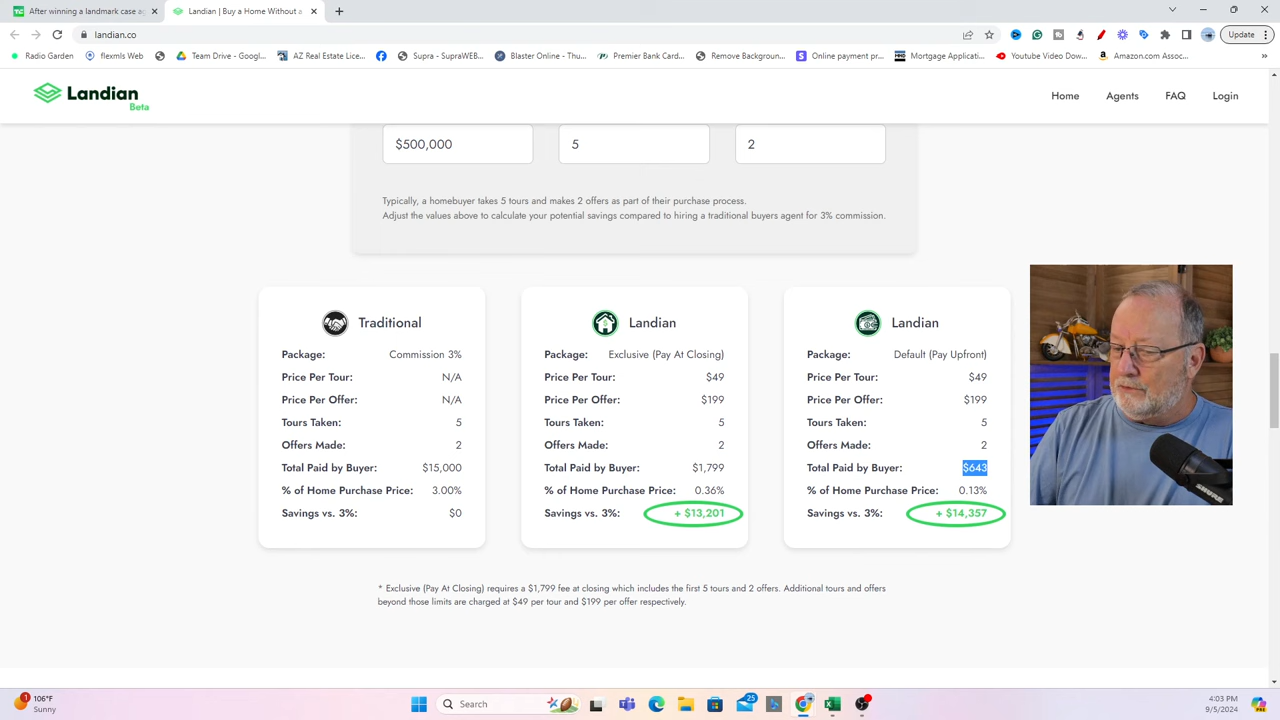 After winning a landmark case a
Landian | Buy a Home Without a
landian.co
Update
Radio Garden
flexmls Web
Team Drive - Googl...
AZ Real Estate Lice...
Supra - SupraWEB...
Blaster Online - Thu...
Premier Bank Card...
Remove Backgroun...
Online payment pr...
Mortgage Applicati...
Youtube Video Dow...
Amazon.com Assoc...
Landian
Beta
Home
Agents
FAQ
Login
$500,000
5
2
Typically, a homebuyer takes 5 tours and makes 2 offers as part of their purchase process.
Adjust the values above to calculate your potential savings compared to hiring a traditional buyers agent for 3% commission.
Traditional
Package: Commission 3%
Price Per Tour: N/A
Price Per Offer: N/A
Tours Taken: 5
Offers Made: 2
Total Paid by Buyer: $15,000
% of Home Purchase Price: 3.00%
Savings vs. 3%: $0
Landian
Package: Exclusive (Pay At Closing)
Price Per Tour: $49
Price Per Offer: $199
Tours Taken: 5
Offers Made: 2
Total Paid by Buyer: $1,799
% of Home Purchase Price: 0.36%
Savings vs. 3%: + $13,201
Landian
Package: Default (Pay Upfront)
Price Per Tour: $49
Price Per Offer: $199
Tours Taken: 5
Offers Made: 2
Total Paid by Buyer: $643
% of Home Purchase Price: 0.13%
Savings vs. 3%: + $14,357
* Exclusive (Pay At Closing) requires a $1,799 fee at closing which includes the first 5 tours and 2 offers. Additional tours and offers
beyond those limits are charged at $49 per tour and $199 per offer respectively.
SHURE
1
106°F
Sunny
Search
25
4:03 PM
9/5/2024